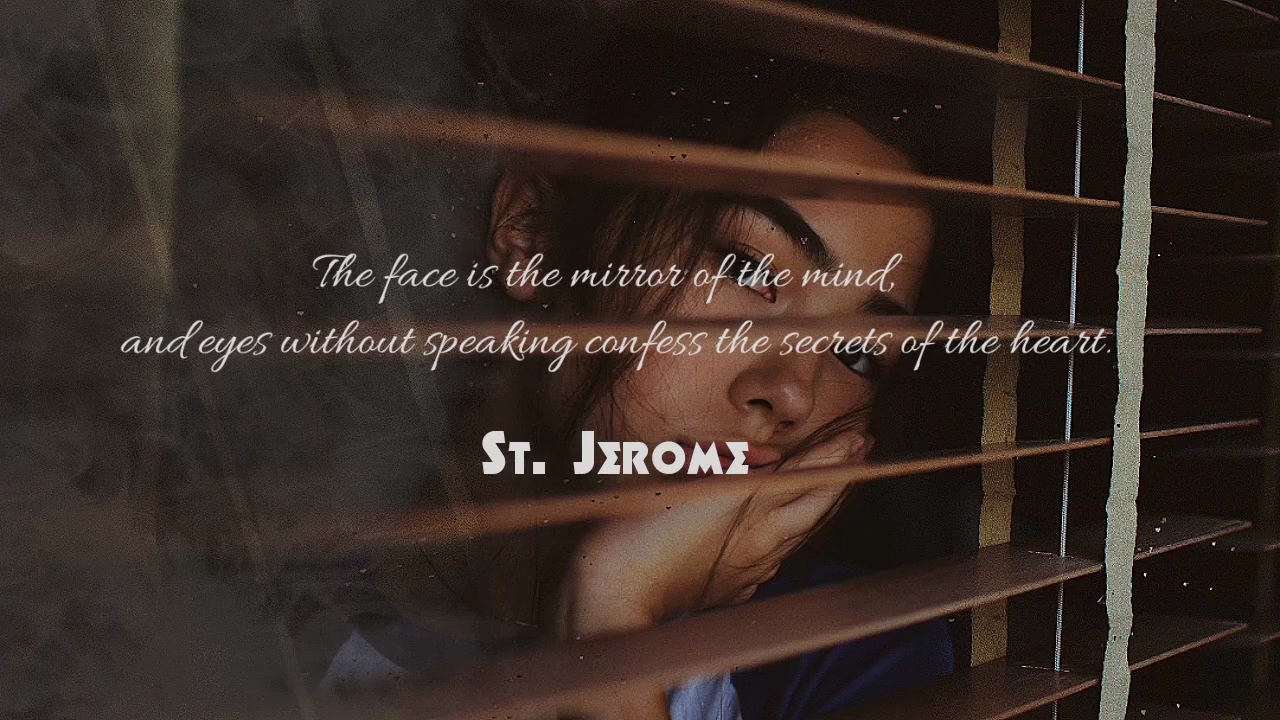 The face is the mirror of the mind,
and eyes without speaking confess the secrets of the heart.
St. Jerome